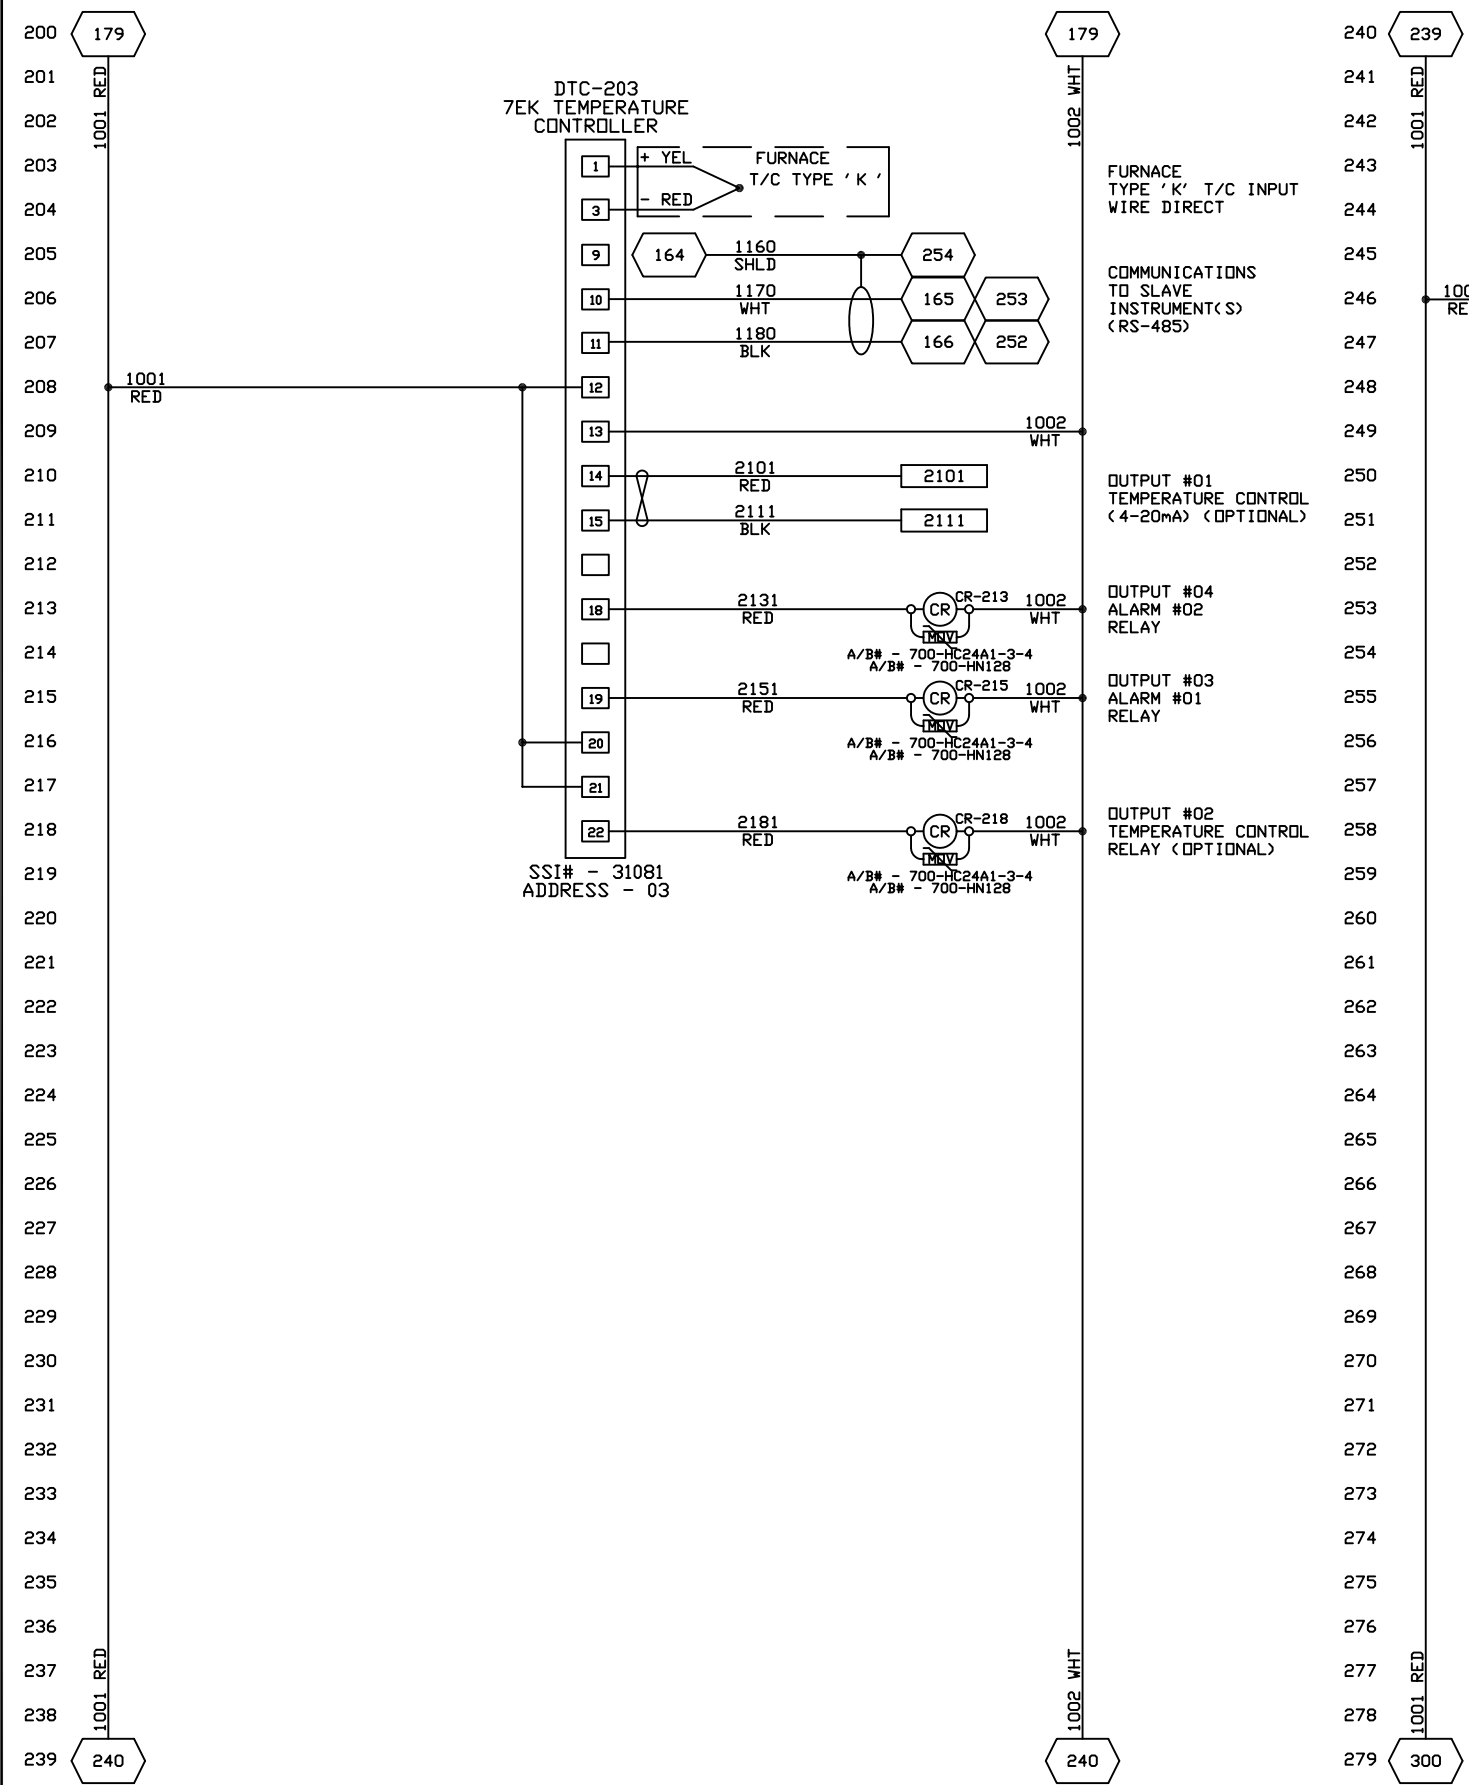 200 179 179 240 239
201 1001 RED 1002 WHT 241 1001 RED
DTC-203
7EK TEMPERATURE
202 242
CONTROLLER
203 1 + YEL FURNACE 243
T/C TYPE 'K'
FURNACE
TYPE 'K' T/C INPUT
WIRE DIRECT
204 3 - RED 244
205 9 164 1160 254 245
SHLD
COMMUNICATIONS
TO SLAVE
INSTRUMENT(S)
(RS-485)
206 10 1170 165 253 246
WHT
207 11 1180 166 252 247
BLK
208 1001 12 248
RED
209 13 1002 249
WHT
210 14 2101 2101 250
RED
OUTPUT #01
TEMPERATURE CONTROL
(4-20mA) (OPTIONAL)
211 15 2111 2111 251
BLK
212 252
213 18 2131 CR CR-213 1002 253
RED MOV WHT
OUTPUT #04
ALARM #02
RELAY
214 254
A/B# - 700-HC24A1-3-4
A/B# - 700-HN128
215 19 2151 CR CR-215 1002 255
RED MOV WHT
OUTPUT #03
ALARM #01
RELAY
216 20 256
A/B# - 700-HC24A1-3-4
A/B# - 700-HN128
217 21 257
218 22 2181 CR CR-218 1002 258
RED MOV WHT
OUTPUT #02
TEMPERATURE CONTROL
RELAY (OPTIONAL)
219 259
SSI# - 31081
ADDRESS - 03
A/B# - 700-HC24A1-3-4
A/B# - 700-HN128
220 260
221 261
222 262
223 263
224 264
225 265
226 266
227 267
228 268
229 269
230 270
231 271
232 272
233 273
234 274
235 275
236 276
237 1001 RED 1002 WHT 277 1001 RED
238 278
239 240 240 279 300